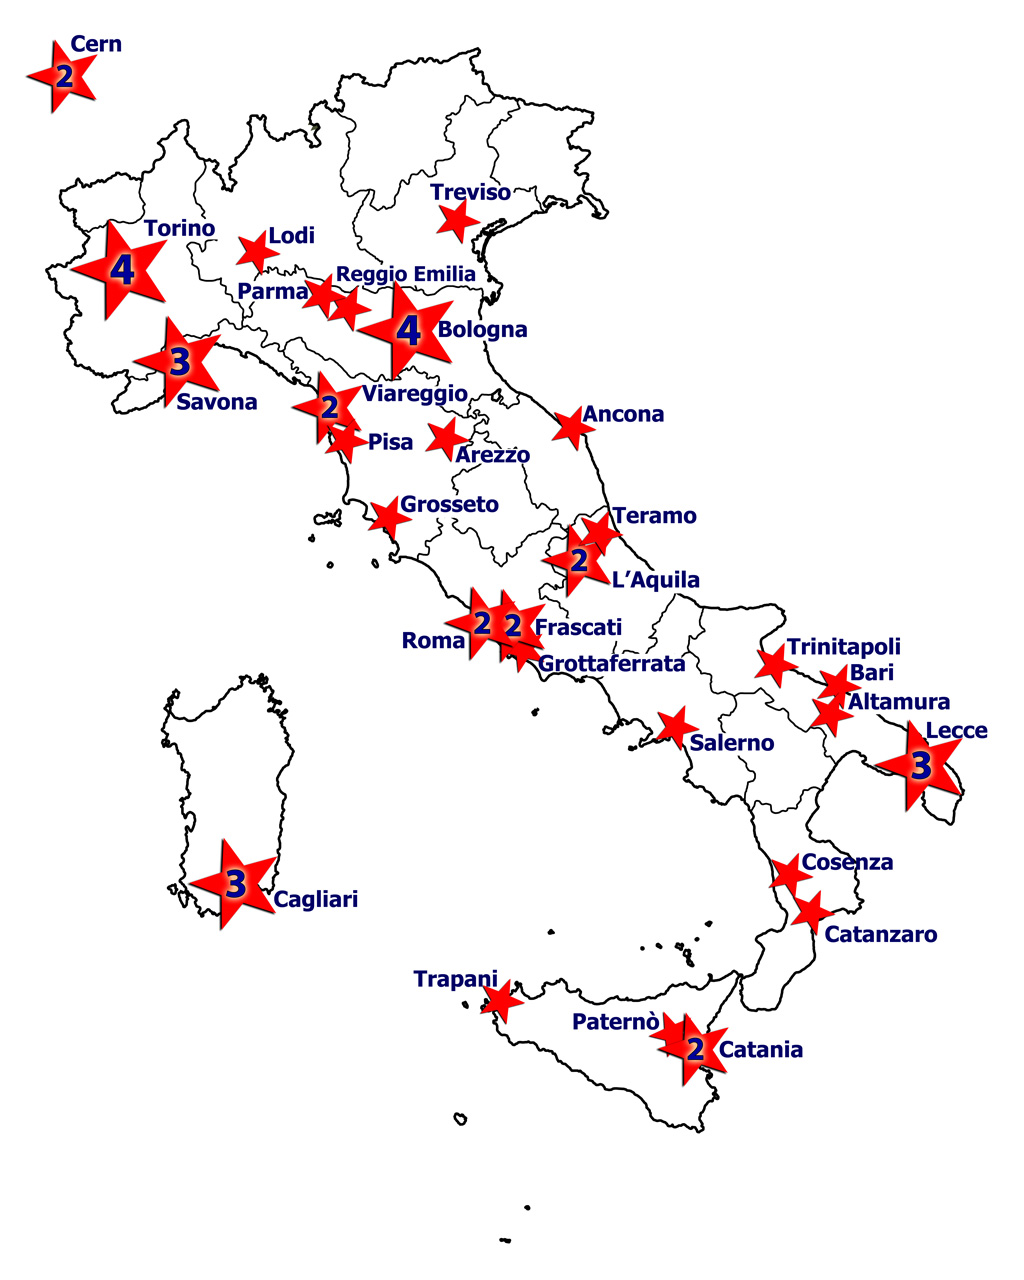 Cern
2
Treviso
Torino
4
Lodi
Reggio Emilia
Parma
4
Bologna
3
Savona
2
Viareggio
Ancona
Pisa
Arezzo
Grosseto
Teramo
2
L’Aquila
2
2
Frascati
Roma
Grottaferrata
Trinitapoli
Bari
Altamura
Lecce
3
Salerno
Cosenza
3
Cagliari
Catanzaro
Trapani
Paternò
2
Catania